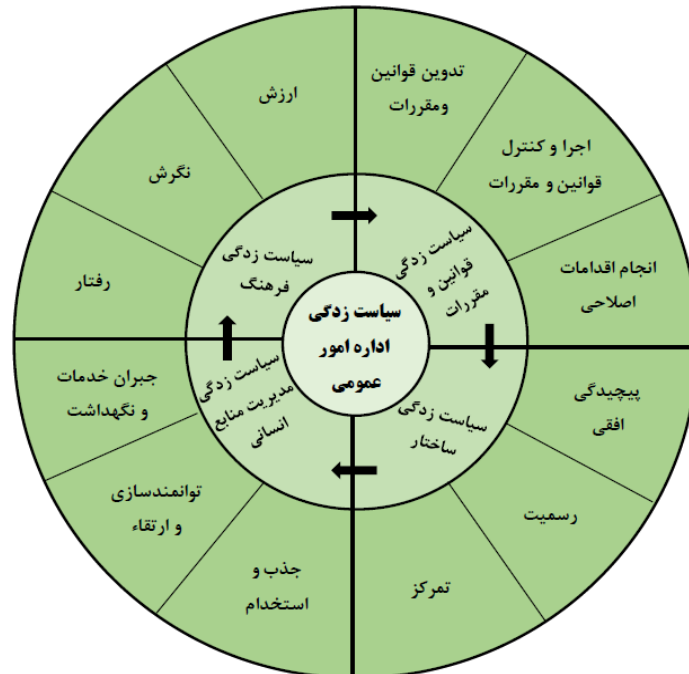 سیاست زدگی
اداره امور
عمومی
سیاست زدگی
قوانین و
مقررات
سیاست زدگی
ساختار
سیاست زدگی
مدیریت منابع
انسانی
سیاست زدگی
فرهنگ
تدوین قوانین
ومقررات
اجرا و کنترل
قوانین و مقررات
انجام اقدامات
اصلاحی
پیچیدگی
افقی
رسمیت
تمرکز
جذب و
استخدام
توانمندسازی
و ارتقاء
جبران خدمات
و نگهداشت
رفتار
نگرش
ارزش